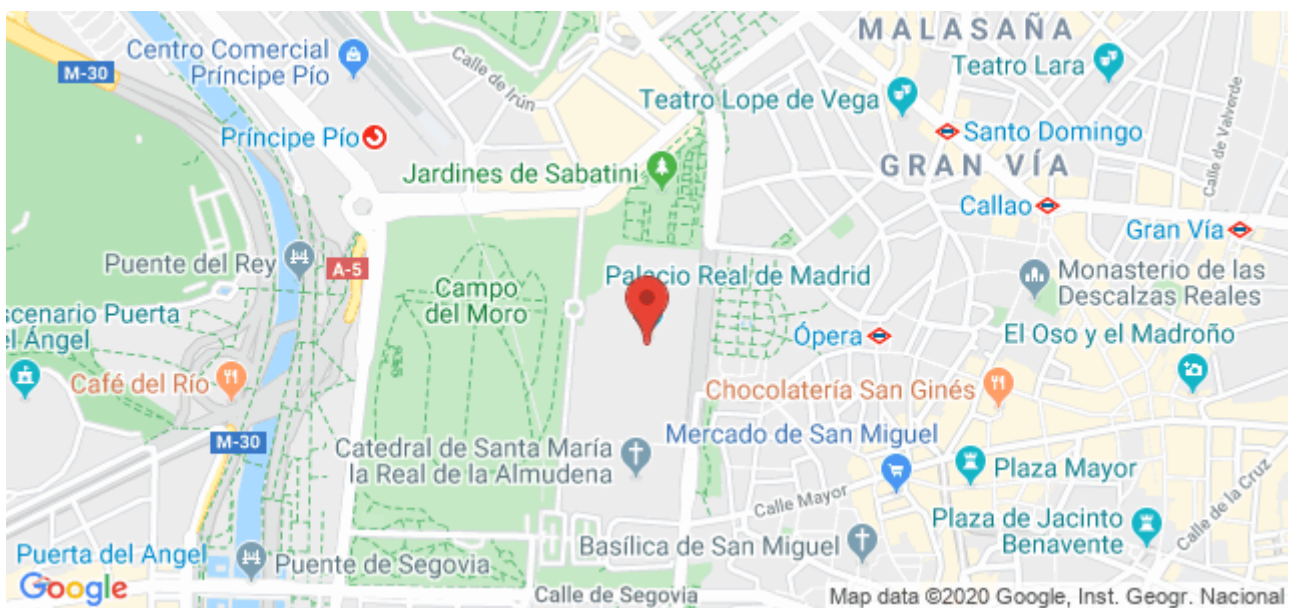 MALASAÑA
Centro Comercial
Príncipe Pío
Teatro Lara
M-30
Calle de Irún
Teatro Lope de Vega
Calle de Valverde
Príncipe Pío
Santo Domingo
Jardines de Sabatini
GRAN VÍA
Callao
Gran Vía
Puente del Rey
A-5
Palacio Real de Madrid
Monasterio de las
Descalzas Reales
Campo
del Moro
scenario Puerta
el Ángel
Ópera
El Oso y el Madroño
Café del Río
Chocolatería San Ginés
M-30
Catedral de Santa María
la Real de la Almudena
Mercado de San Miguel
Plaza Mayor
Calle Mayor
Calle de la Cruz
Plaza de Jacinto
Benavente
Puerta del Angel
Puente de Segovia
Basílica de San Miguel
Google
Calle de Segovia
Map data ©2020 Google, Inst. Geogr. Nacional